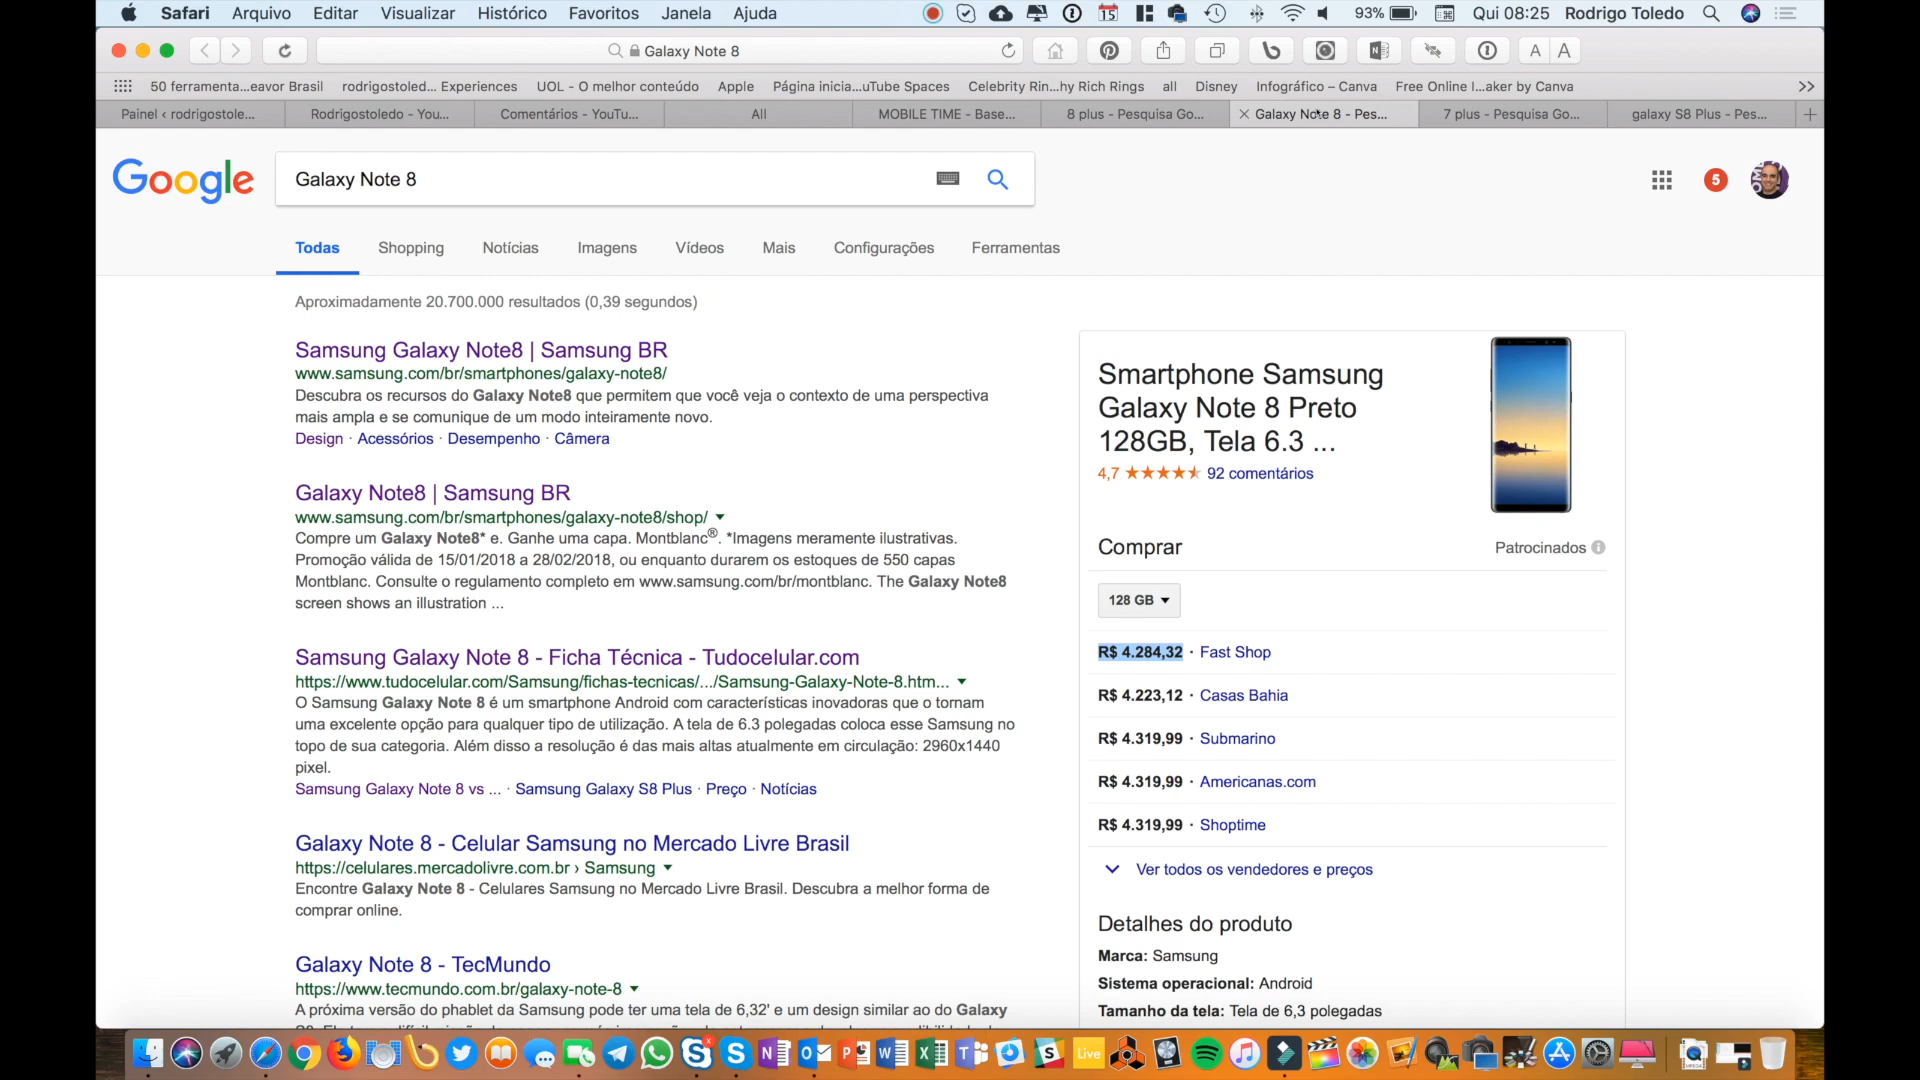 Safari Arquivo Editar Visualizar Histórico Favoritos Janela Ajuda 15 93% Qui 08:25 Rodrigo Toledo
Galaxy Note 8 A A
50 ferramenta...eavor Brasil rodrigostoled... Experiences UOL - O melhor conteúdo Apple Página inicia...uTube Spaces Celebrity Rin...hy Rich Rings all Disney Infográfico – Canva Free Online I...aker by Canva
Painel ‹ rodrigostole... Rodrigostoledo - You... Comentários - YouTu... All MOBILE TIME - Base... 8 plus - Pesquisa Go... Galaxy Note 8 - Pes... 7 plus - Pesquisa Go... galaxy S8 Plus - Pes...
Google Galaxy Note 8 5
Todas Shopping Notícias Imagens Vídeos Mais Configurações Ferramentas
Aproximadamente 20.700.000 resultados (0,39 segundos)
Samsung Galaxy Note8 | Samsung BR
www.samsung.com/br/smartphones/galaxy-note8/
Descubra os recursos do Galaxy Note8 que permitem que você veja o contexto de uma perspectiva
mais ampla e se comunique de um modo inteiramente novo.
Design · Acessórios · Desempenho · Câmera
Galaxy Note8 | Samsung BR
www.samsung.com/br/smartphones/galaxy-note8/shop/
Compre um Galaxy Note8* e. Ganhe uma capa. Montblanc®. *Imagens meramente ilustrativas.
Promoção válida de 15/01/2018 a 28/02/2018, ou enquanto durarem os estoques de 550 capas
Montblanc. Consulte o regulamento completo em www.samsung.com/br/montblanc. The Galaxy Note8
screen shows an illustration ...
Samsung Galaxy Note 8 - Ficha Técnica - Tudocelular.com
https://www.tudocelular.com/Samsung/fichas-tecnicas/.../Samsung-Galaxy-Note-8.htm...
O Samsung Galaxy Note 8 é um smartphone Android com características inovadoras que o tornam
uma excelente opção para qualquer tipo de utilização. A tela de 6.3 polegadas coloca esse Samsung no
topo de sua categoria. Além disso a resolução é das mais altas atualmente em circulação: 2960x1440
pixel.
Samsung Galaxy Note 8 vs ... · Samsung Galaxy S8 Plus · Preço · Notícias
Galaxy Note 8 - Celular Samsung no Mercado Livre Brasil
https://celulares.mercadolivre.com.br › Samsung
Encontre Galaxy Note 8 - Celulares Samsung no Mercado Livre Brasil. Descubra a melhor forma de
comprar online.
Galaxy Note 8 - TecMundo
https://www.tecmundo.com.br/galaxy-note-8
A próxima versão do phablet da Samsung pode ter uma tela de 6,32' e um design similar ao do Galaxy
Smartphone Samsung
Galaxy Note 8 Preto
128GB, Tela 6.3 ...
4,7 92 comentários
Comprar Patrocinados
128 GB
R$ 4.284,32 · Fast Shop
R$ 4.223,12 · Casas Bahia
R$ 4.319,99 · Submarino
R$ 4.319,99 · Americanas.com
R$ 4.319,99 · Shoptime
Ver todos os vendedores e preços
Detalhes do produto
Marca: Samsung
Sistema operacional: Android
Tamanho da tela: Tela de 6,3 polegadas
Live